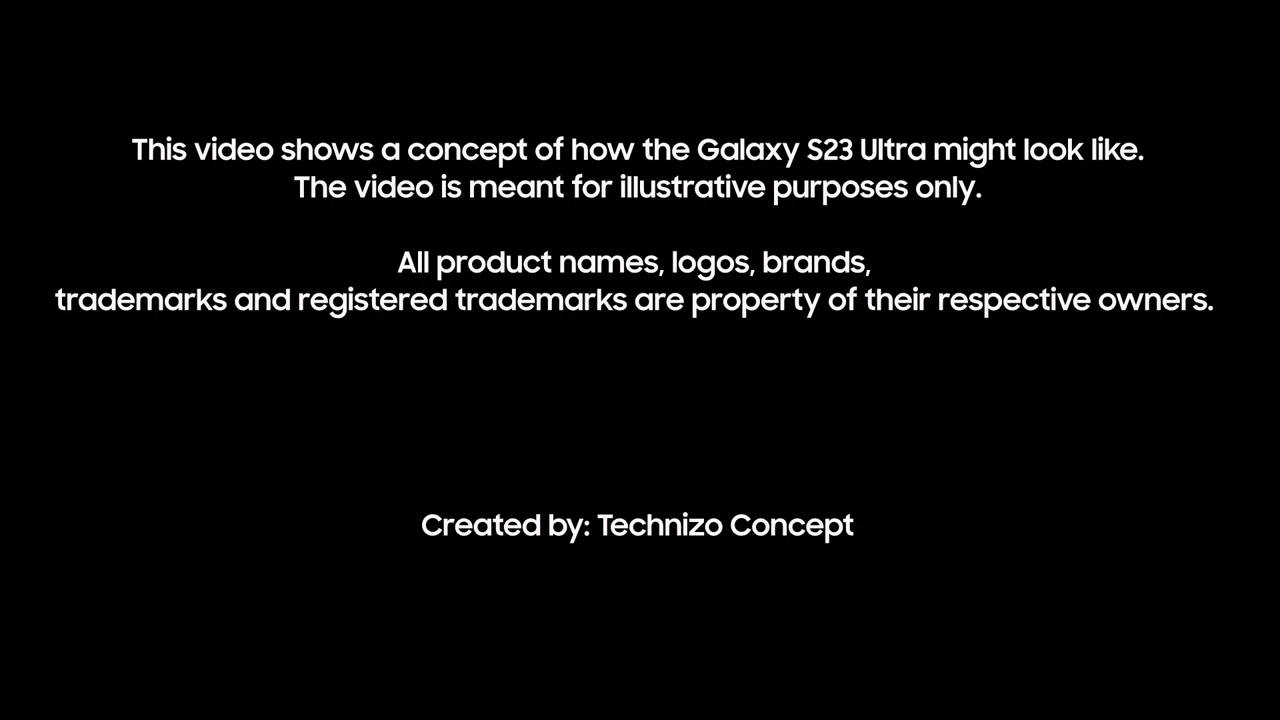 This video shows a concept of how the Galaxy S23 Ultra might look like.
The video is meant for illustrative purposes only.
All product names, logos, brands,
trademarks and registered trademarks are property of their respective owners.
Created by: Technizo Concept